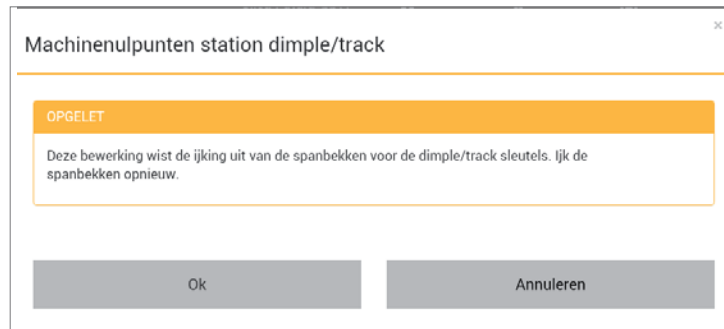 ×
Machinenulpunten station dimple/track
OPGELET
Deze bewerking wist de ijking uit van de spanbekken voor de dimple/track sleutels. Ijk de
spanbekken opnieuw.
Ok
Annuleren